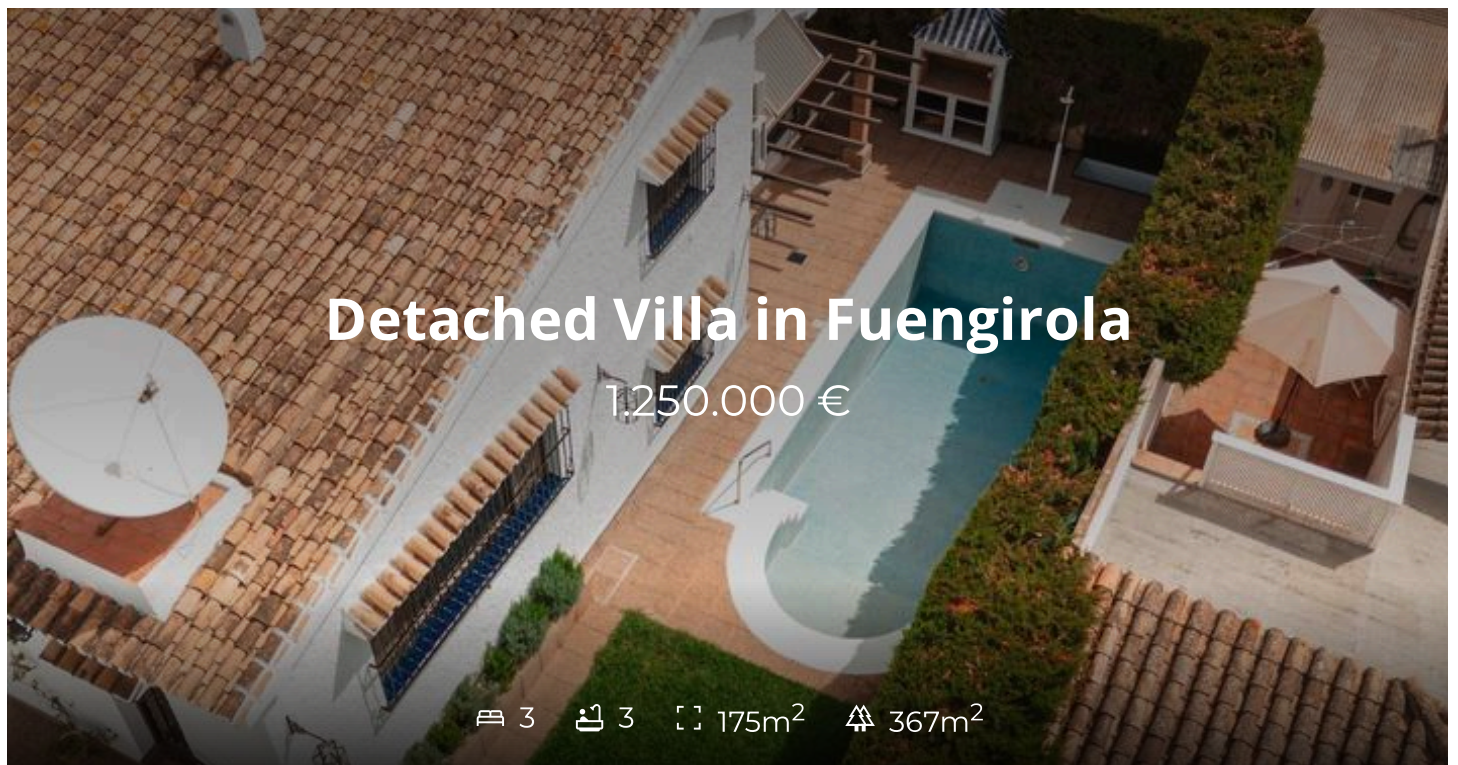 Detached Villa in Fuengirola
1.250.000 €
3 3 175m² 367m²